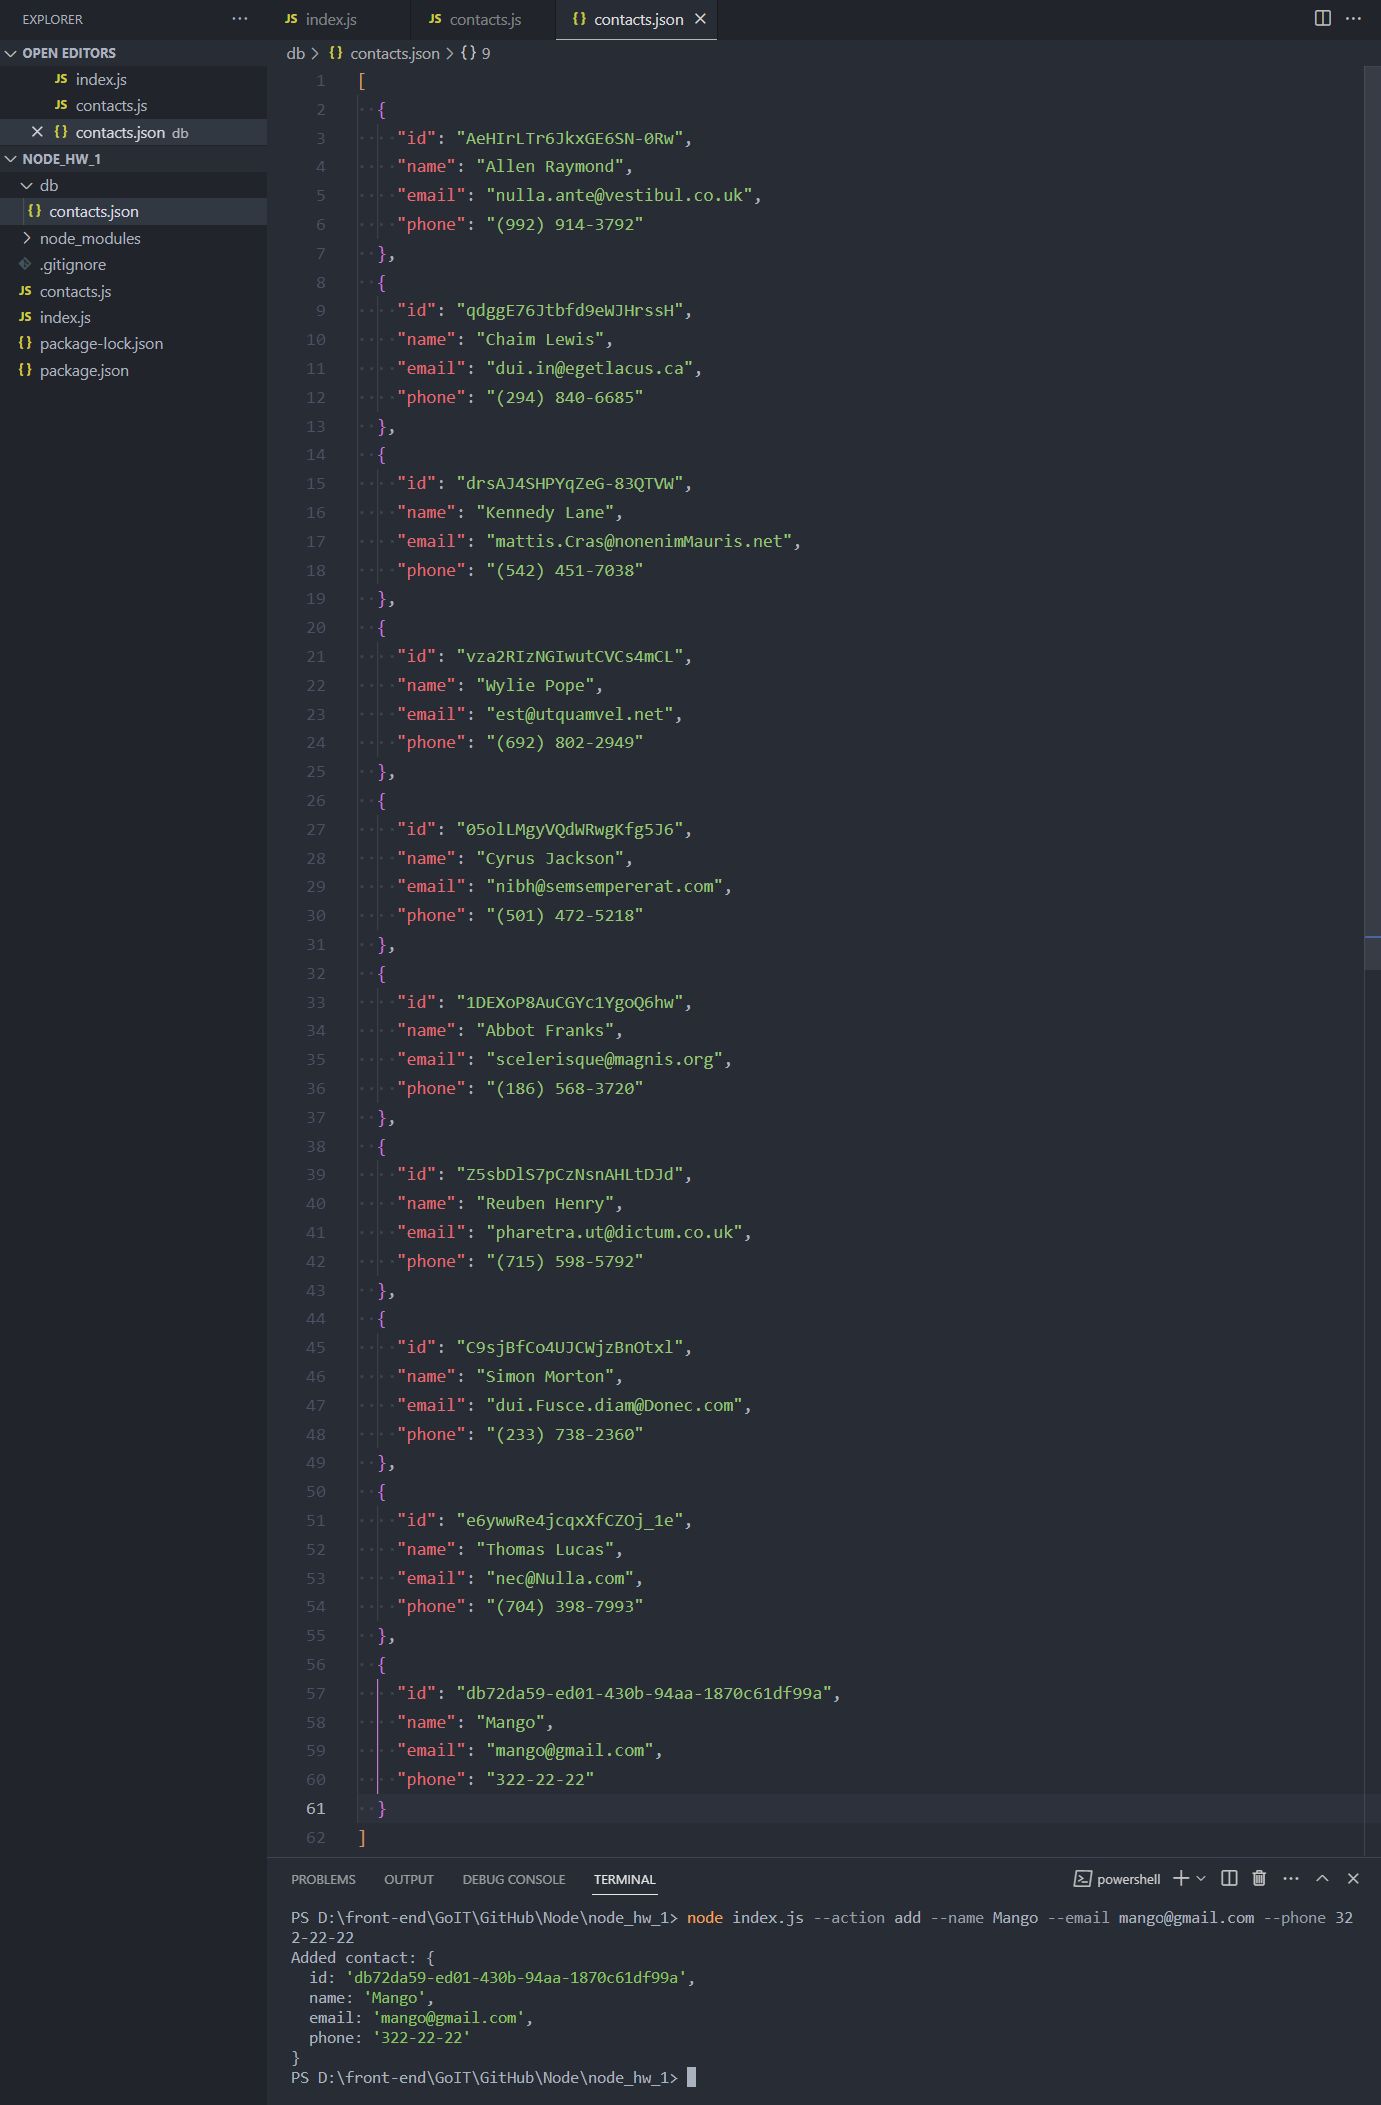 EXPLORER
OPEN EDITORS
JS index.js
JS contacts.js
{} contacts.json db
NODE_HW_1
db
{} contacts.json
node_modules
.gitignore
JS contacts.js
JS index.js
{} package-lock.json
{} package.json
JS index.js JS contacts.js {} contacts.json
db > {} contacts.json > {} 9
1 [
2 {
3 "id": "AeHIrLTr6JkxGE6SN-0Rw",
4 "name": "Allen Raymond",
5 "email": "nulla.ante@vestibul.co.uk",
6 "phone": "(992) 914-3792"
7 },
8 {
9 "id": "qdggE76Jtbfd9eWJHrssH",
10 "name": "Chaim Lewis",
11 "email": "dui.in@egetlacus.ca",
12 "phone": "(294) 840-6685"
13 },
14 {
15 "id": "drsAJ4SHPYqZeG-83QTVW",
16 "name": "Kennedy Lane",
17 "email": "mattis.Cras@nonenimMauris.net",
18 "phone": "(542) 451-7038"
19 },
20 {
21 "id": "vza2RIzNGIwutCVCs4mCL",
22 "name": "Wylie Pope",
23 "email": "est@utquamvel.net",
24 "phone": "(692) 802-2949"
25 },
26 {
27 "id": "05olLMgyVQdWRwgKfg5J6",
28 "name": "Cyrus Jackson",
29 "email": "nibh@semsempererat.com",
30 "phone": "(501) 472-5218"
31 },
32 {
33 "id": "1DEXoP8AuCGYc1YgoQ6hw",
34 "name": "Abbot Franks",
35 "email": "scelerisque@magnis.org",
36 "phone": "(186) 568-3720"
37 },
38 {
39 "id": "Z5sbDlS7pCzNsnAHLtDJd",
40 "name": "Reuben Henry",
41 "email": "pharetra.ut@dictum.co.uk",
42 "phone": "(715) 598-5792"
43 },
44 {
45 "id": "C9sjBfCo4UJCWjzBnOtxl",
46 "name": "Simon Morton",
47 "email": "dui.Fusce.diam@Donec.com",
48 "phone": "(233) 738-2360"
49 },
50 {
51 "id": "e6ywwRe4jcqxXfCZOj_1e",
52 "name": "Thomas Lucas",
53 "email": "nec@Nulla.com",
54 "phone": "(704) 398-7993"
55 },
56 {
57 "id": "db72da59-ed01-430b-94aa-1870c61df99a",
58 "name": "Mango",
59 "email": "mango@gmail.com",
60 "phone": "322-22-22"
61 }
62 ]
PROBLEMS OUTPUT DEBUG CONSOLE TERMINAL powershell
PS D:\front-end\GoIT\GitHub\Node\node_hw_1> node index.js --action add --name Mango --email mango@gmail.com --phone 32
2-22-22
Added contact: {
id: 'db72da59-ed01-430b-94aa-1870c61df99a',
name: 'Mango',
email: 'mango@gmail.com',
phone: '322-22-22'
}
PS D:\front-end\GoIT\GitHub\Node\node_hw_1>